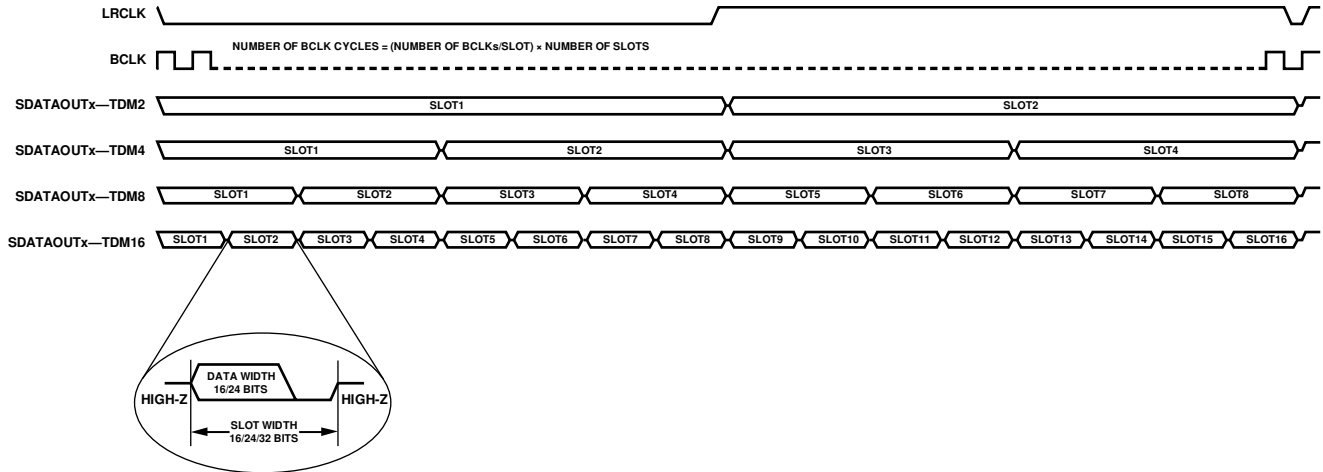 LRCLK
BCLK
NUMBER OF BCLK CYCLES = (NUMBER OF BCLKs/SLOT) × NUMBER OF SLOTS
SDATAOUTx—TDM2 SLOT1 SLOT2
SDATAOUTx—TDM4 SLOT1 SLOT2 SLOT3 SLOT4
SDATAOUTx—TDM8 SLOT1 SLOT2 SLOT3 SLOT4 SLOT5 SLOT6 SLOT7 SLOT8
SDATAOUTx—TDM16 SLOT1 SLOT2 SLOT3 SLOT4 SLOT5 SLOT6 SLOT7 SLOT8 SLOT9 SLOT10 SLOT11 SLOT12 SLOT13 SLOT14 SLOT15 SLOT16
DATA WIDTH
16/24 BITS
HIGH-Z HIGH-Z
SLOT WIDTH
16/24/32 BITS